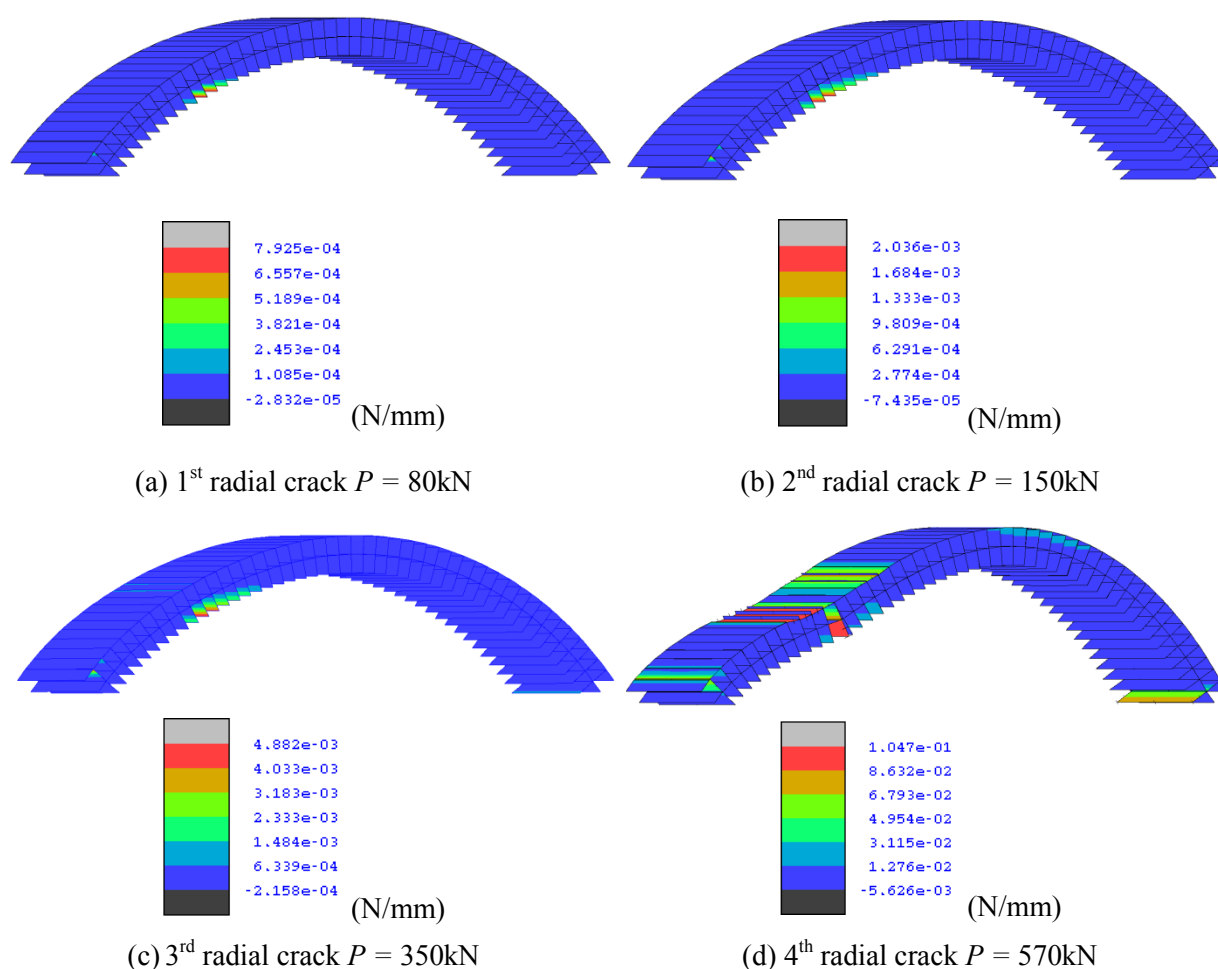 7.925e-04
6.557e-04
5.189e-04
3.821e-04
2.453e-04
1.085e-04
-2.832e-05
(N/mm)
(a) 1st radial crack P = 80kN
2.036e-03
1.684e-03
1.333e-03
9.809e-04
6.291e-04
2.774e-04
-7.435e-05
(N/mm)
(b) 2nd radial crack P = 150kN
4.882e-03
4.033e-03
3.183e-03
2.333e-03
1.484e-03
6.339e-04
-2.158e-04
(N/mm)
(c) 3rd radial crack P = 350kN
1.047e-01
8.632e-02
6.793e-02
4.954e-02
3.115e-02
1.276e-02
-5.626e-03
(N/mm)
(d) 4th radial crack P = 570kN